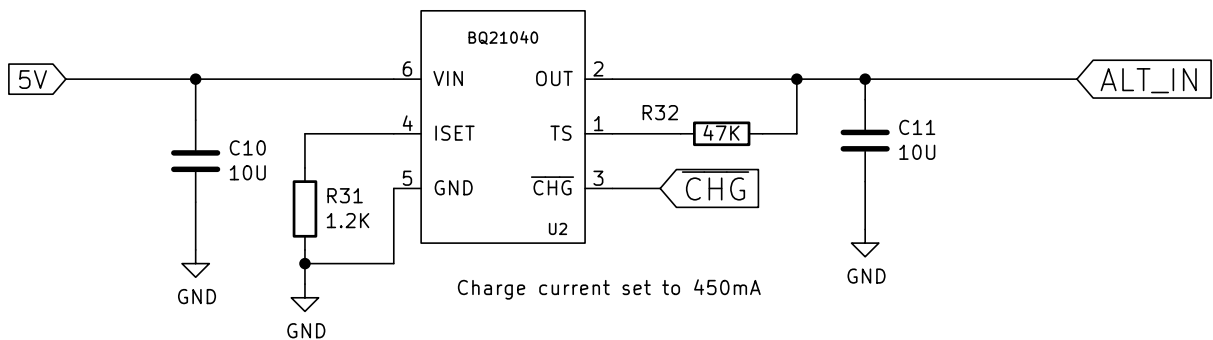 BQ21040
5V
6
VIN
OUT
2
ALT_IN
4
ISET
TS
1
R32
47K
C10
10U
C11
10U
5
GND
CHG
3
CHG
R31
1.2K
U2
GND
GND
GND
Charge current set to 450mA